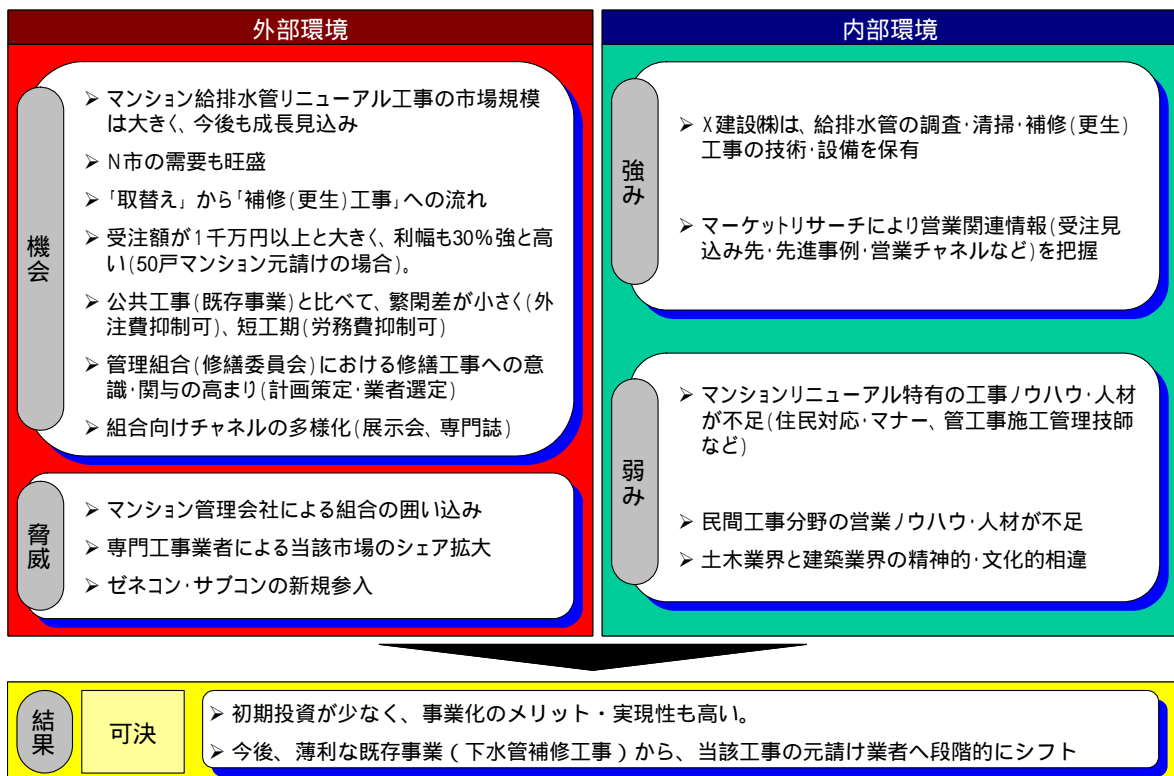 外部環境
機会
➢ マンション給排水管リニューアル工事の市場規模
は大きく、今後も成長見込み
➢ N市の需要も旺盛
➢ 「取替え」から「補修(更生)工事」への流れ
➢ 受注額が1千万円以上と大きく、利幅も30%強と高
い(50戸マンション元請けの場合)。
➢ 公共工事(既存事業)と比べて、繁閑差が小さく(外
注費抑制可)、短工期(労務費抑制可)
➢ 管理組合(修繕委員会)における修繕工事への意
識・関与の高まり(計画策定・業者選定)
➢ 組合向けチャネルの多様化(展示会、専門誌)
脅威
➢ マンション管理会社による組合の囲い込み
➢ 専門工事業者による当該市場のシェア拡大
➢ ゼネコン・サブコンの新規参入
内部環境
強み
➢ X建設㈱は、給排水管の調査・清掃・補修(更生)
工事の技術・設備を保有
➢ マーケットリサーチにより営業関連情報(受注見
込み先・先進事例・営業チャネルなど)を把握
弱み
➢ マンションリニューアル特有の工事ノウハウ・人材
が不足(住民対応・マナー、管工事施工管理技師
など)
➢ 民間工事分野の営業ノウハウ・人材が不足
➢ 土木業界と建築業界の精神的・文化的相違
結果
可決
➢ 初期投資が少なく、事業化のメリット・実現性も高い。
➢ 今後、薄利な既存事業(下水管補修工事)から、当該工事の元請け業者へ段階的にシフト